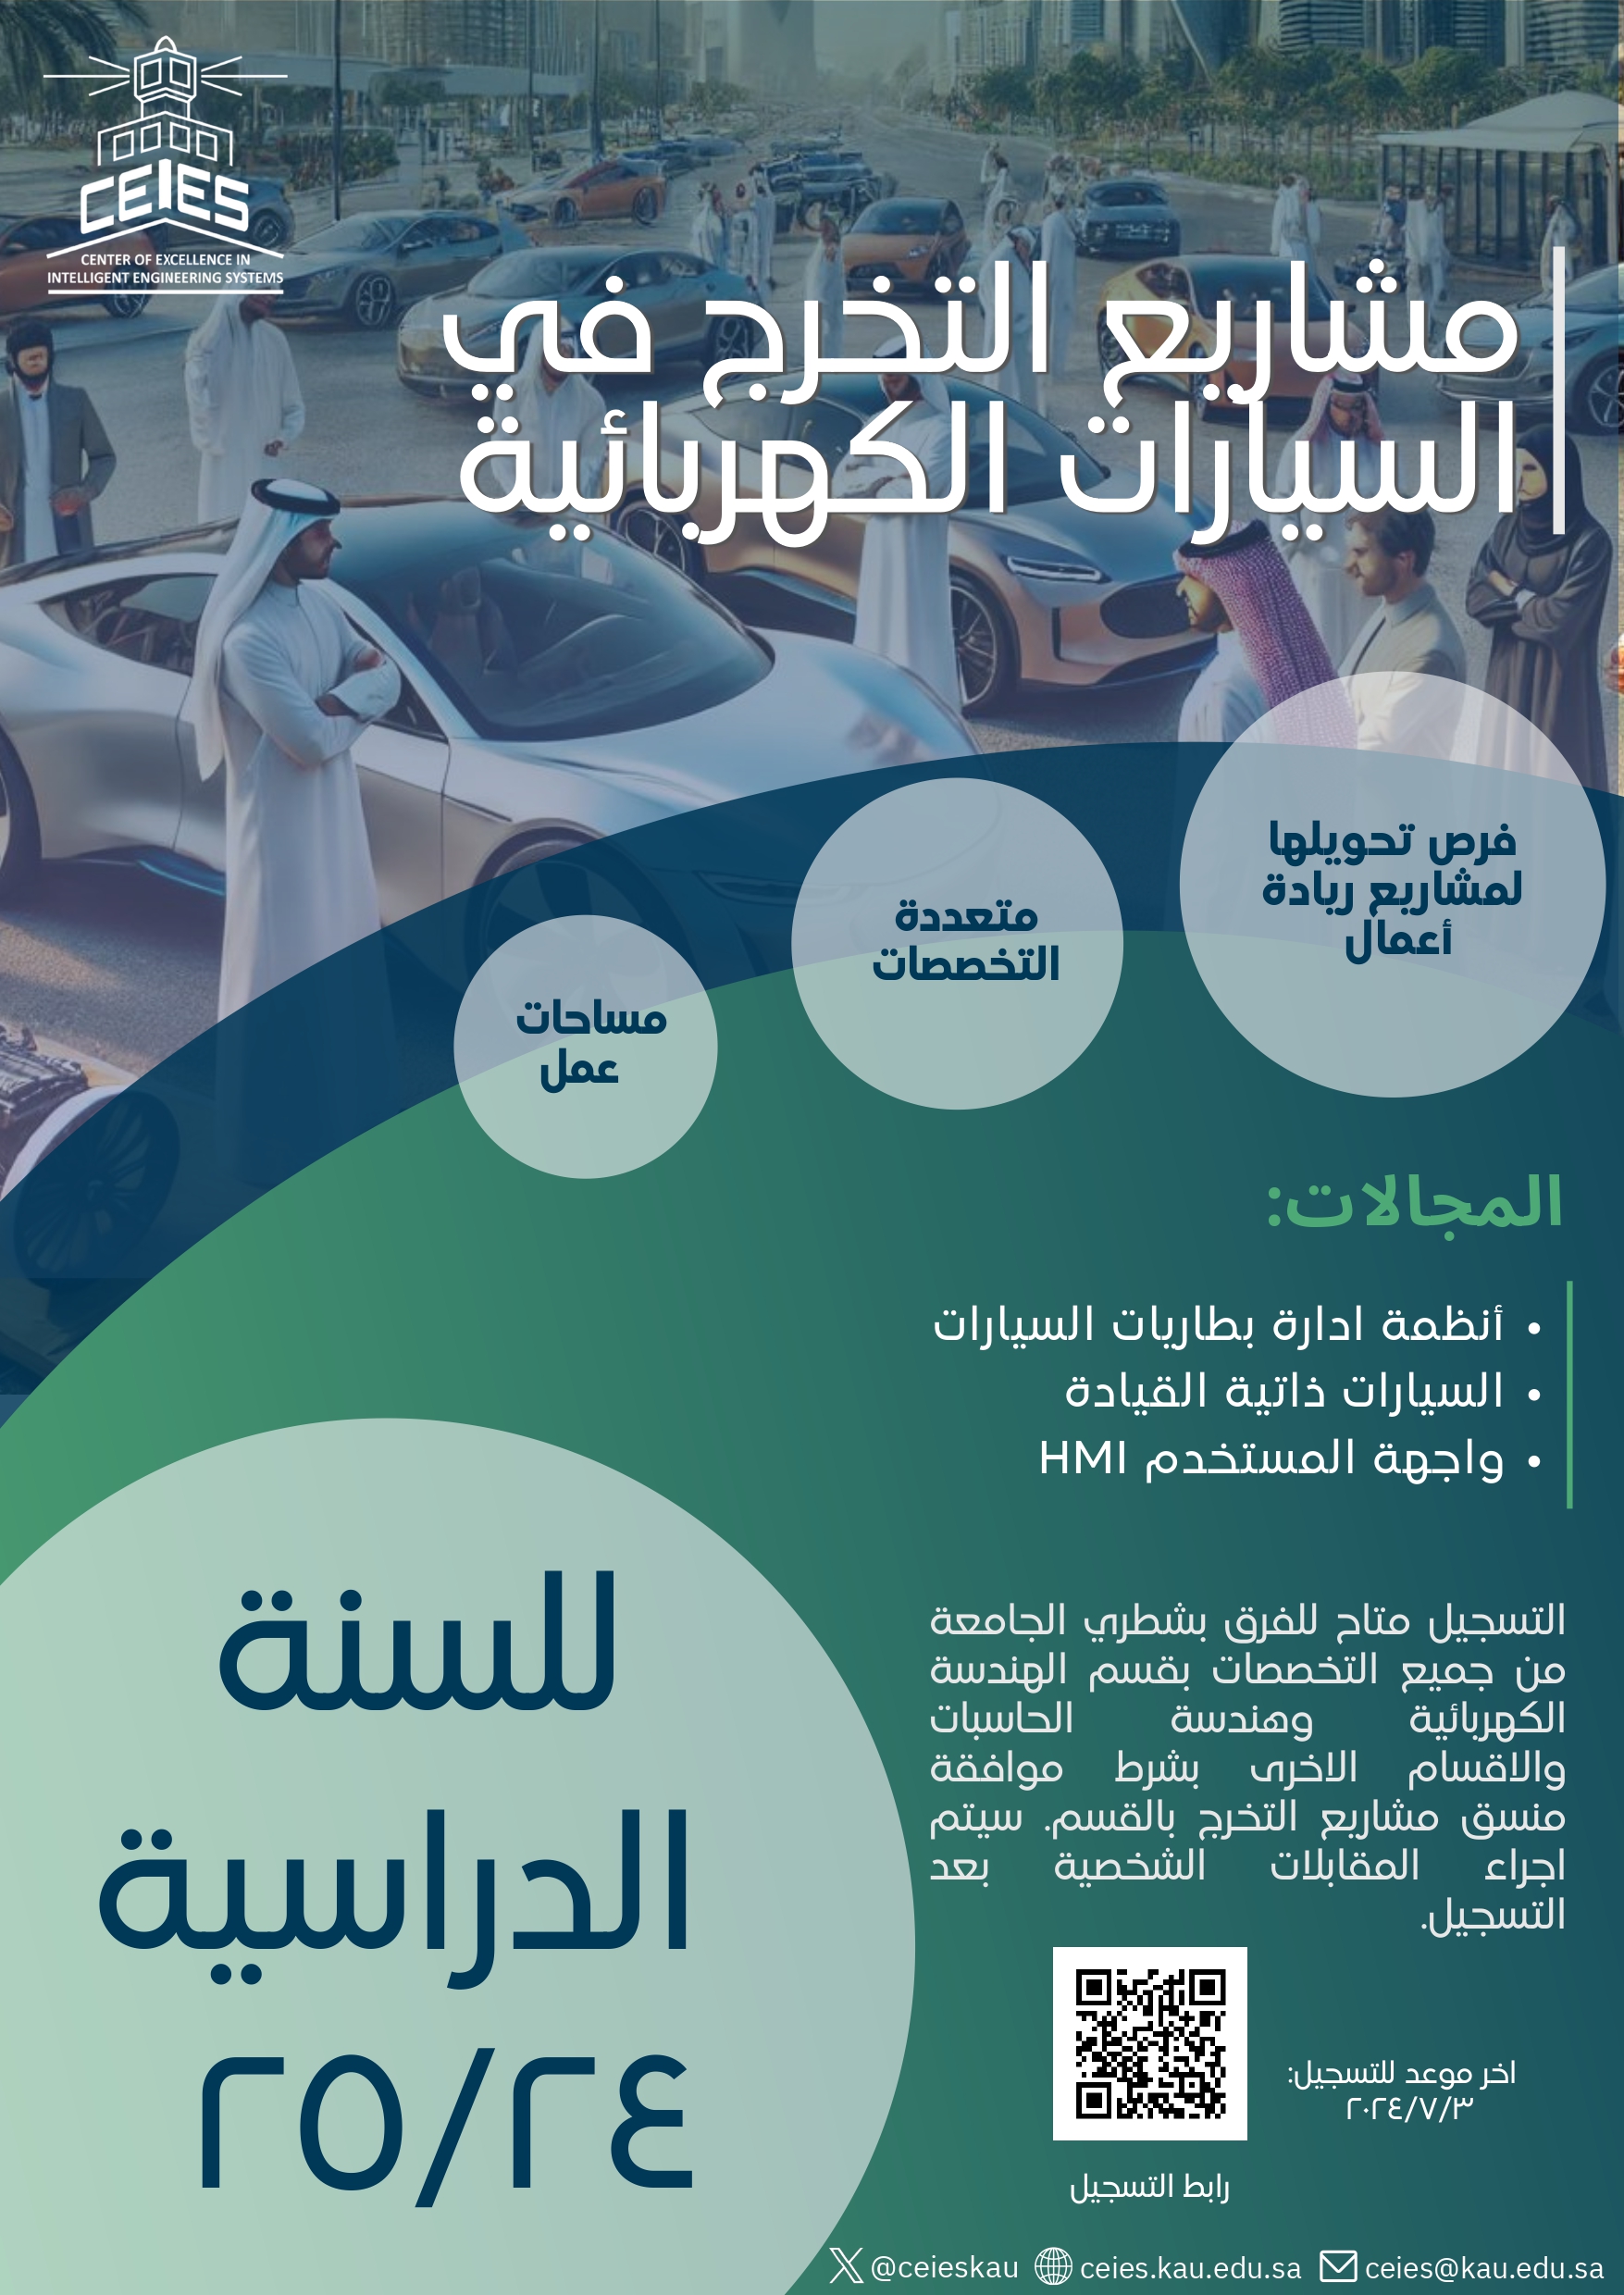 CEIES
CENTER OF EXCELLENCE IN
INTELLIGENT ENGINEERING SYSTEMS
مشاريع التخرج في
السيارات الكهربائية
فرص تحويلها
لمشاريع ريادة
أعمال
متعددة
التخصصات
مساحات
عمل
المجالات:
• أنظمة ادارة بطاريات السيارات
• السيارات ذاتية القيادة
• واجهة المستخدم HMI
للسنة
الدراسية
٢٥/٢٤
التسجيل متاح للفرق بشطري الجامعة
من جميع التخصصات بقسم الهندسة
الكهربائية وهندسة الحاسبات
والاقسام الاخرى بشرط موافقة
منسق مشاريع التخرج بالقسم. سيتم
اجراء المقابلات الشخصية بعد
التسجيل.
اخر موعد للتسجيل:
٢٠٢٤/٧/٣
رابط التسجيل
@ceieskau ceies.kau.edu.sa ceies@kau.edu.sa